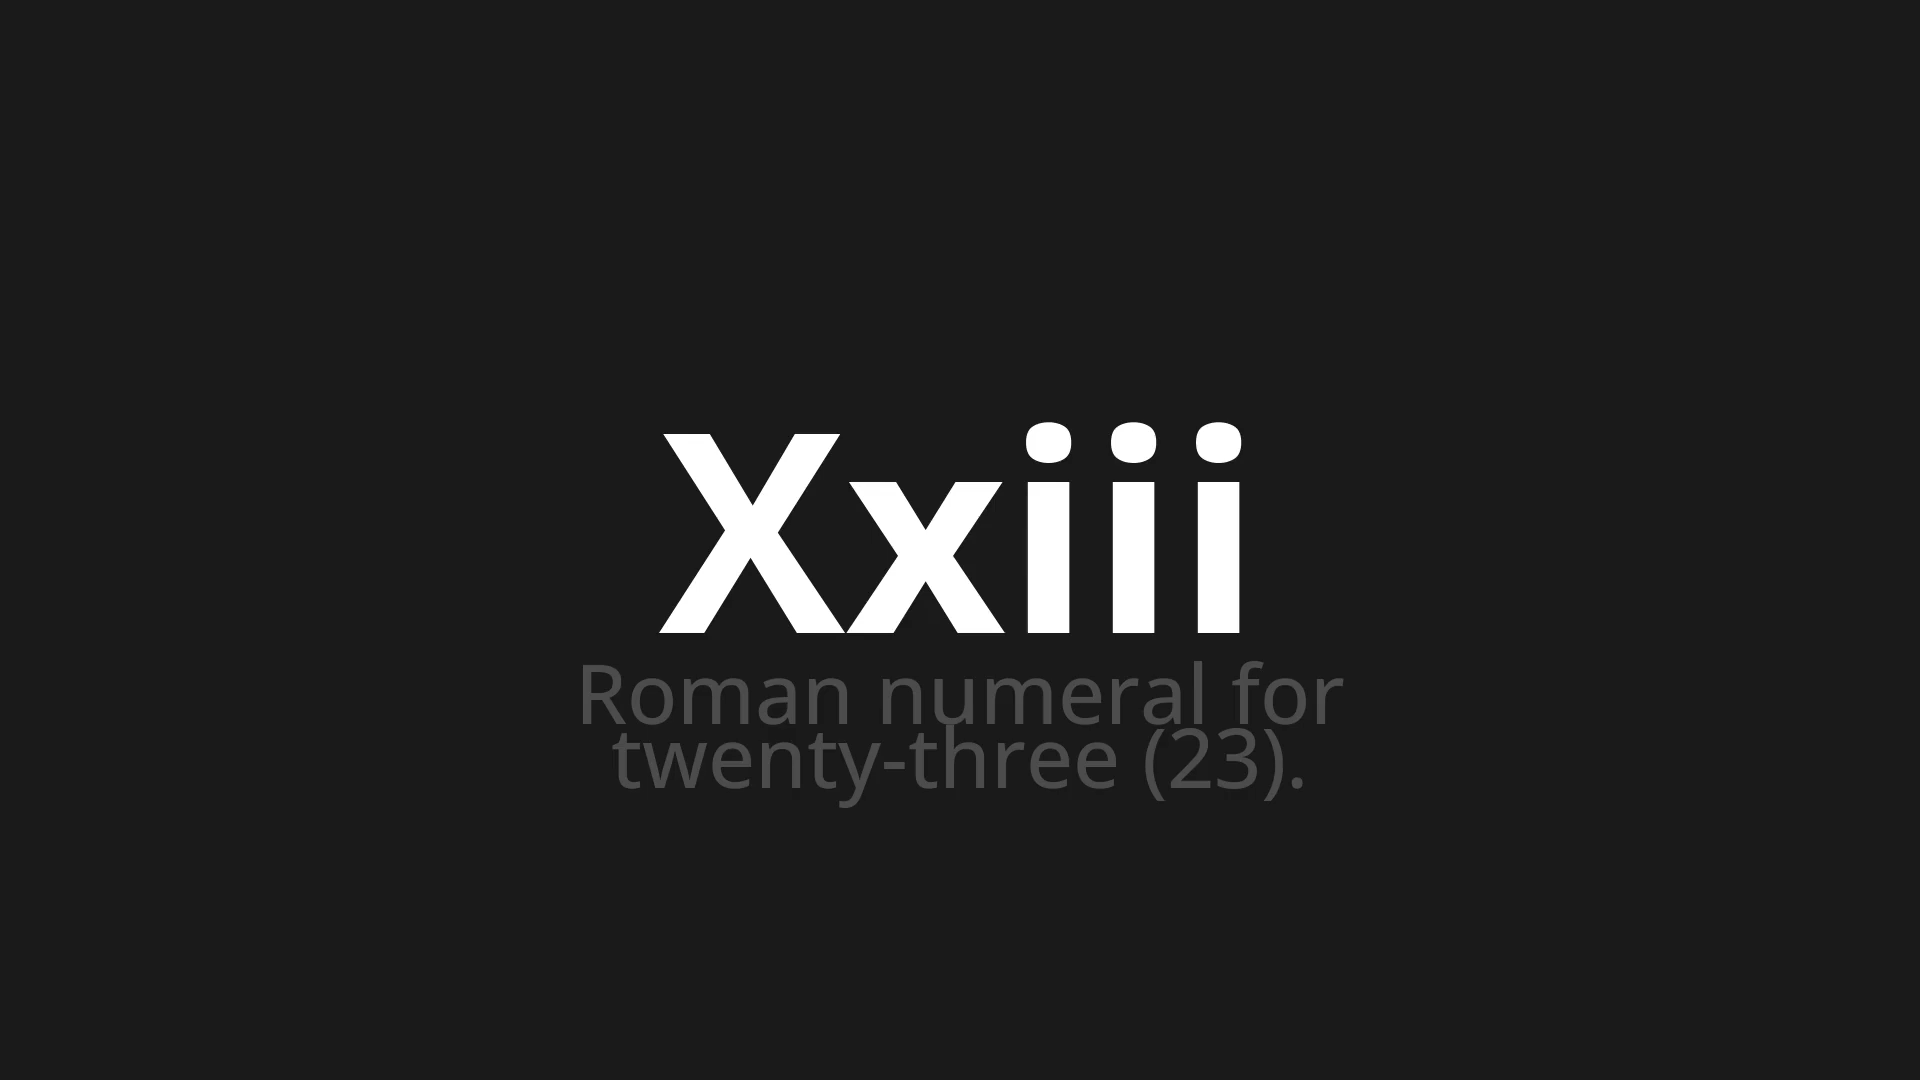 Xxiii
Roman numeral for
twenty-three (23).